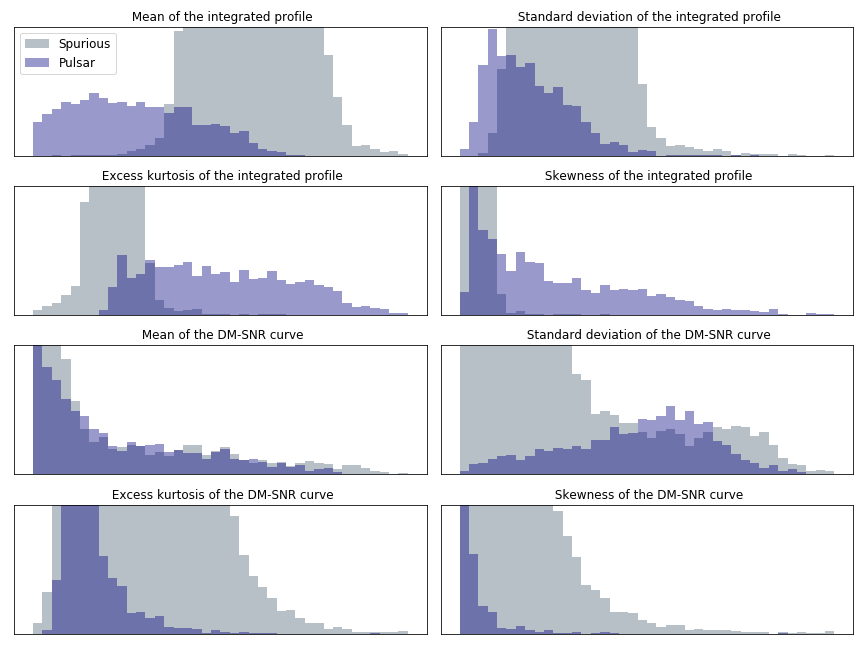 Mean of the integrated profile
Standard deviation of the integrated profile
Spurious
Pulsar
Excess kurtosis of the integrated profile
Skewness of the integrated profile
Mean of the DM-SNR curve
Standard deviation of the DM-SNR curve
Excess kurtosis of the DM-SNR curve
Skewness of the DM-SNR curve